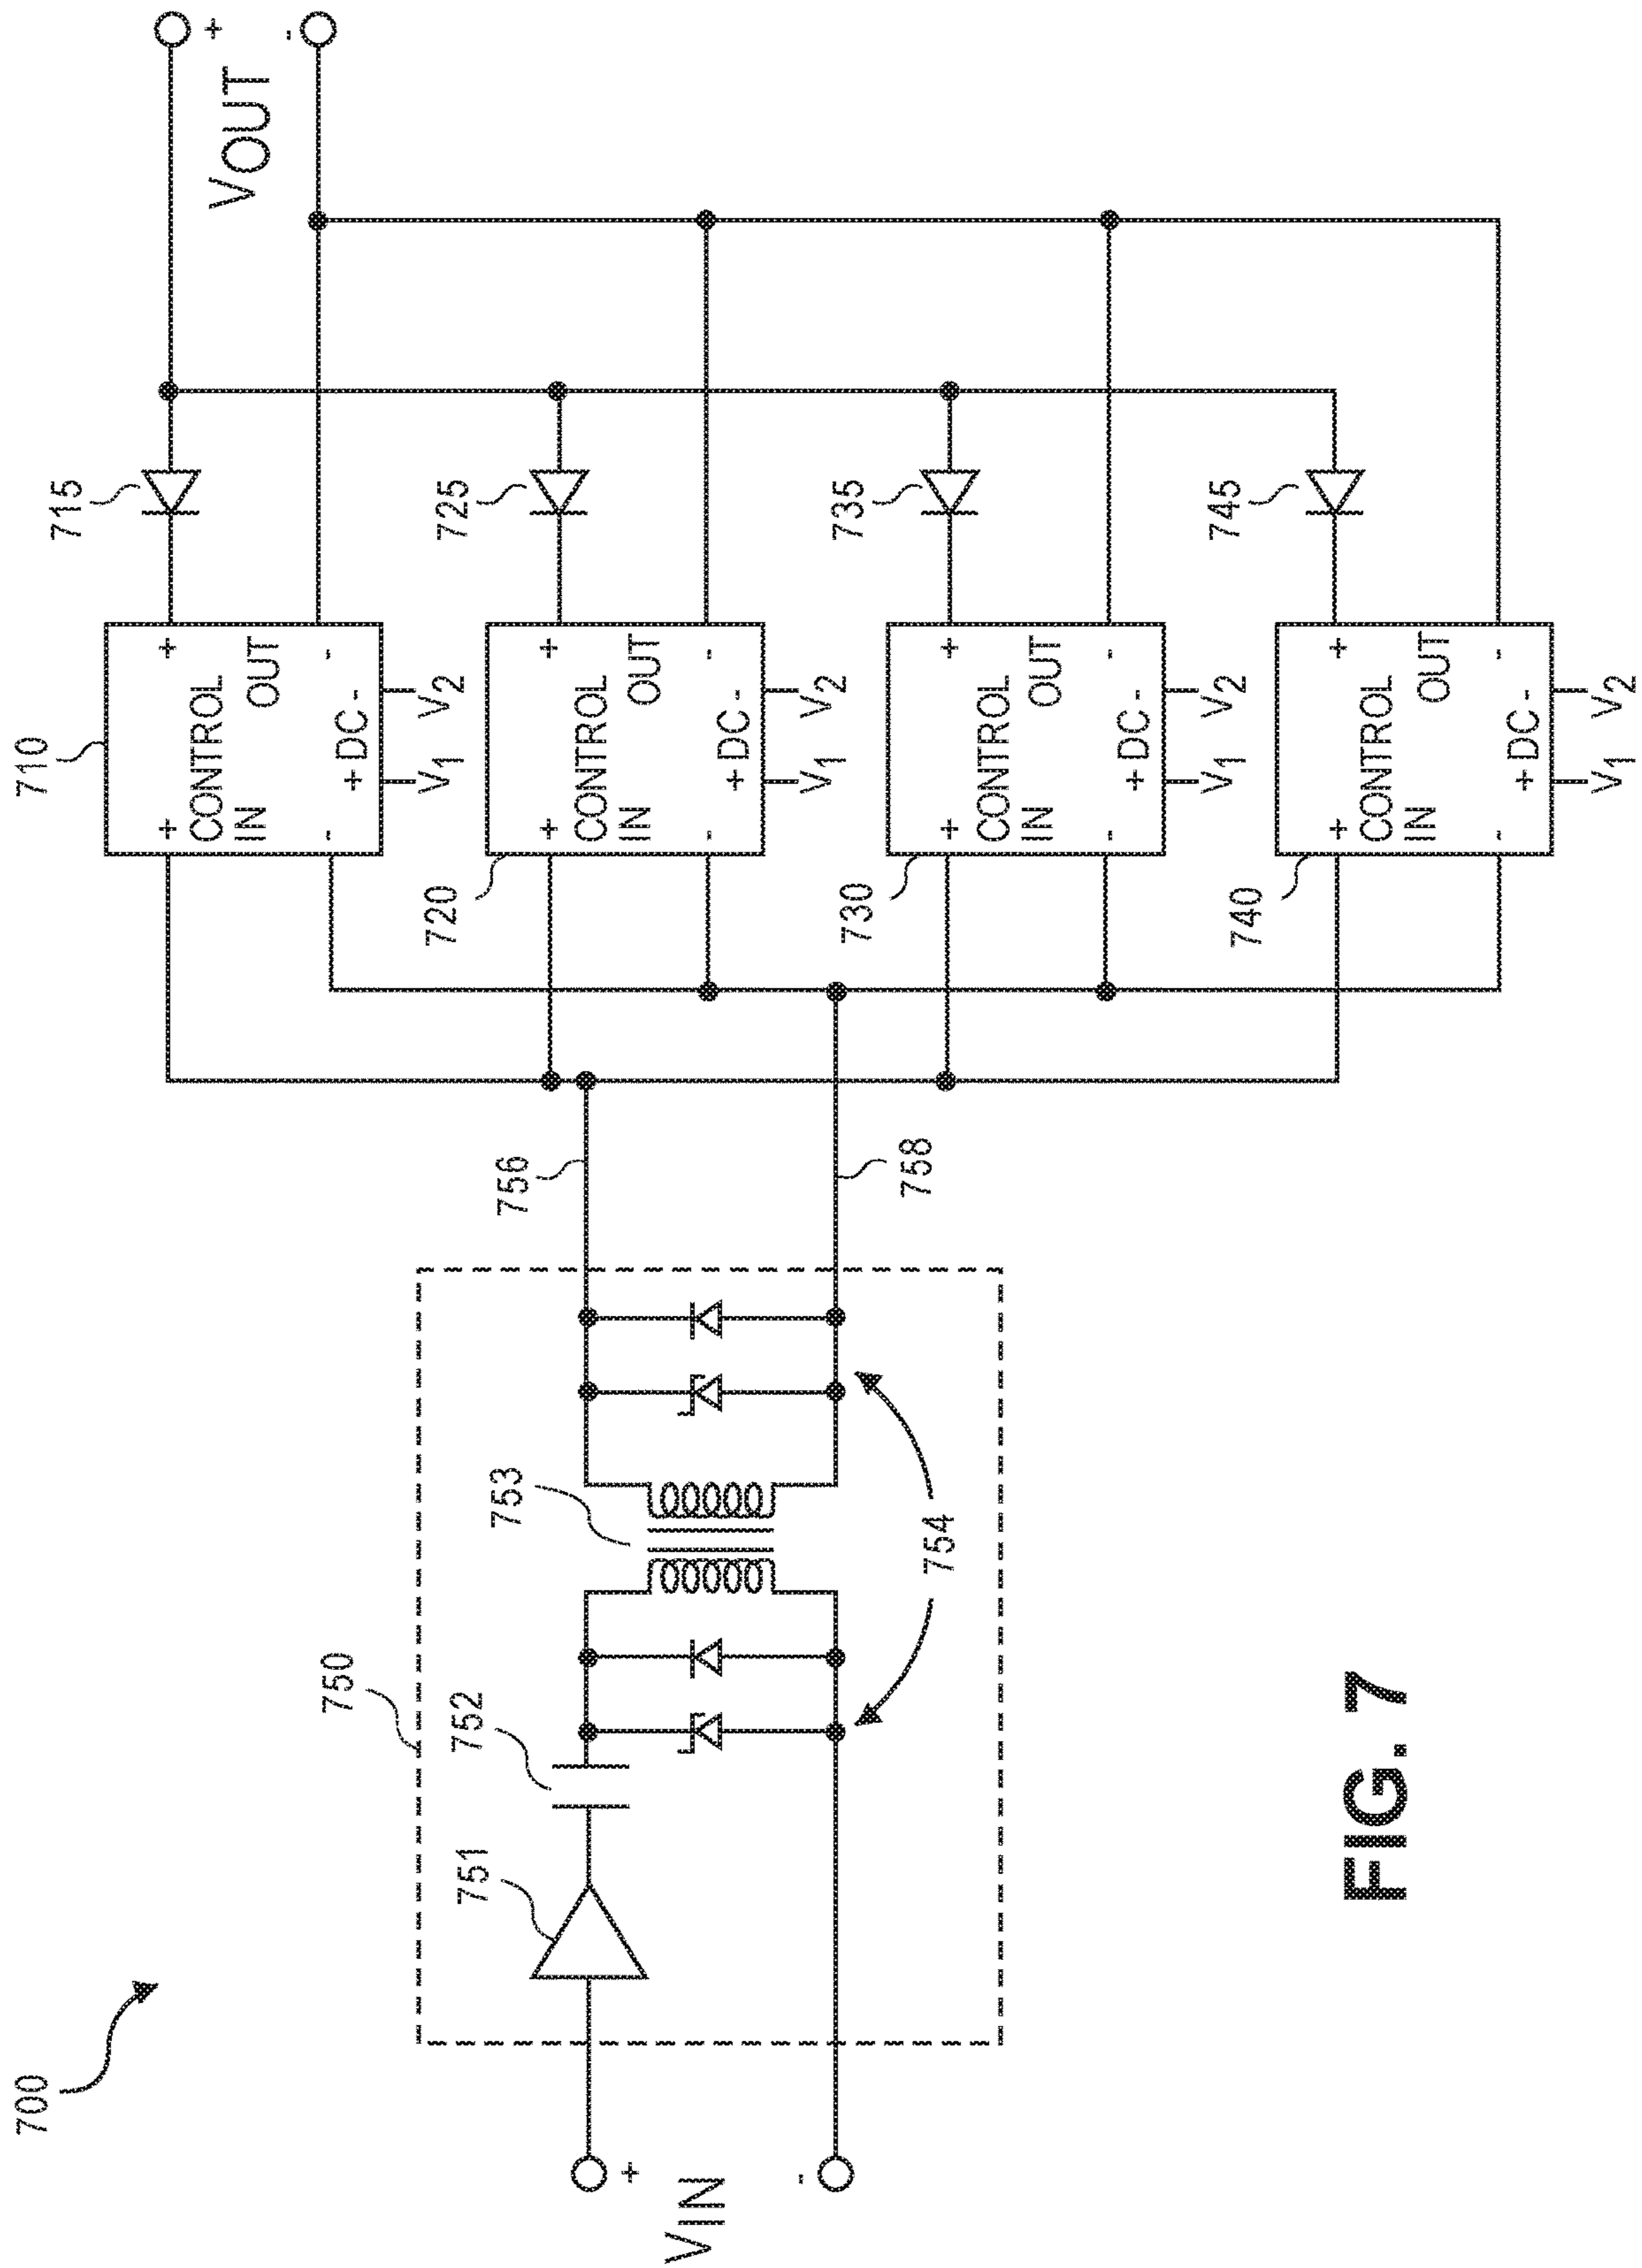 700
VIN
+
-
750
751
752
753
754
756
758
710
+
CONTROL
IN
OUT
+
-
-
+ DC -
V1
V2
715
720
+
CONTROL
IN
OUT
+
-
-
+ DC -
V1
V2
725
730
+
CONTROL
IN
OUT
+
-
-
+ DC -
V1
V2
735
740
+
CONTROL
IN
OUT
+
-
-
+ DC -
V1
V2
745
+
VOUT
-
FIG. 7